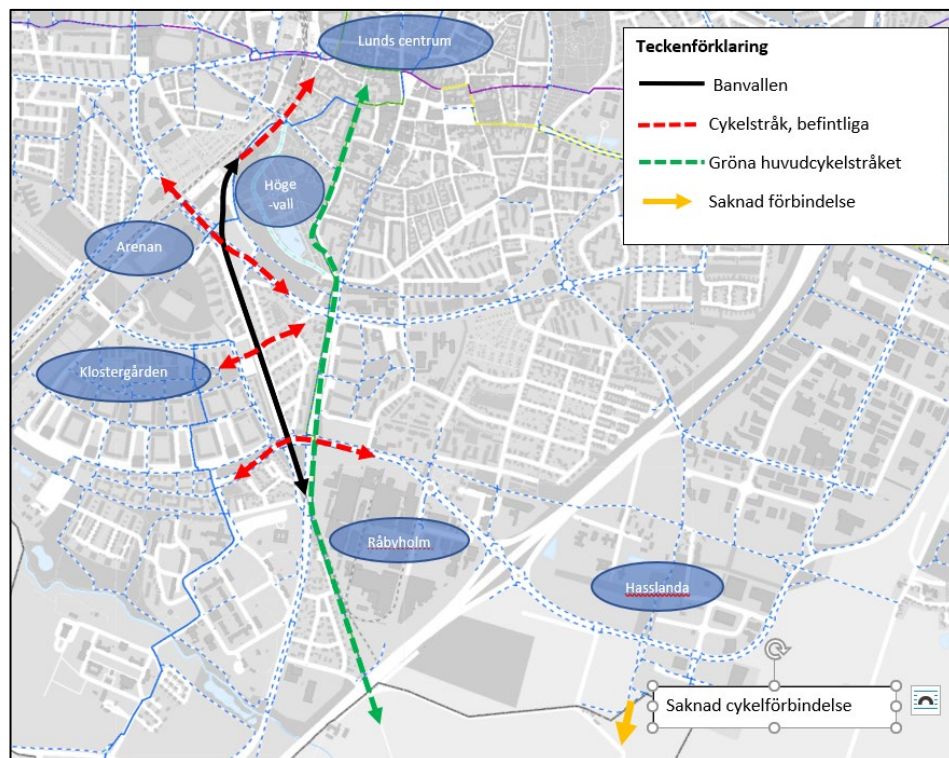 Lunds centrum
Teckenförklaring
Banvallen
Cykelstråk, befintliga
Gröna huvudcykelstråket
Saknad förbindelse
Höge
-vall
Arenan
Klostergården
Råbyholm
Hasslanda
Saknad cykelförbindelse